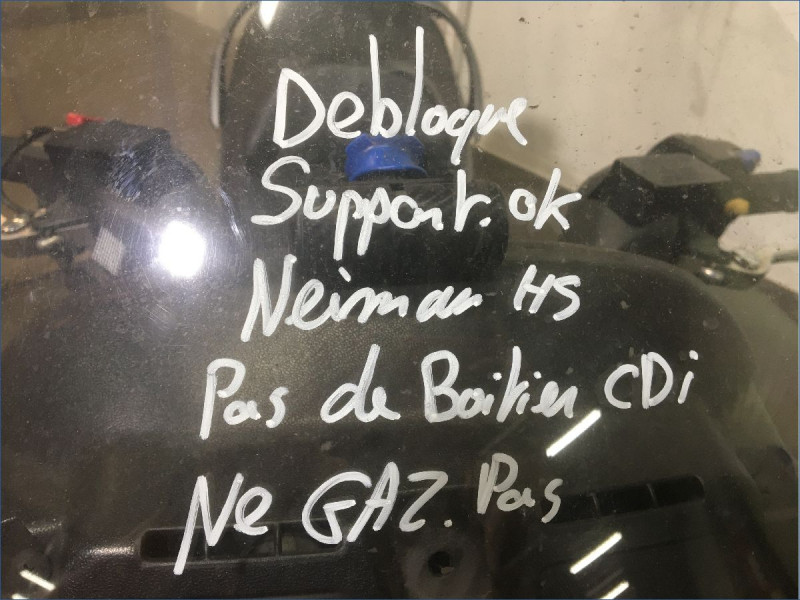 Debloque
Support. ok
Neiman HS
Pas de Boitier CDi
Ne GAZ. Pas